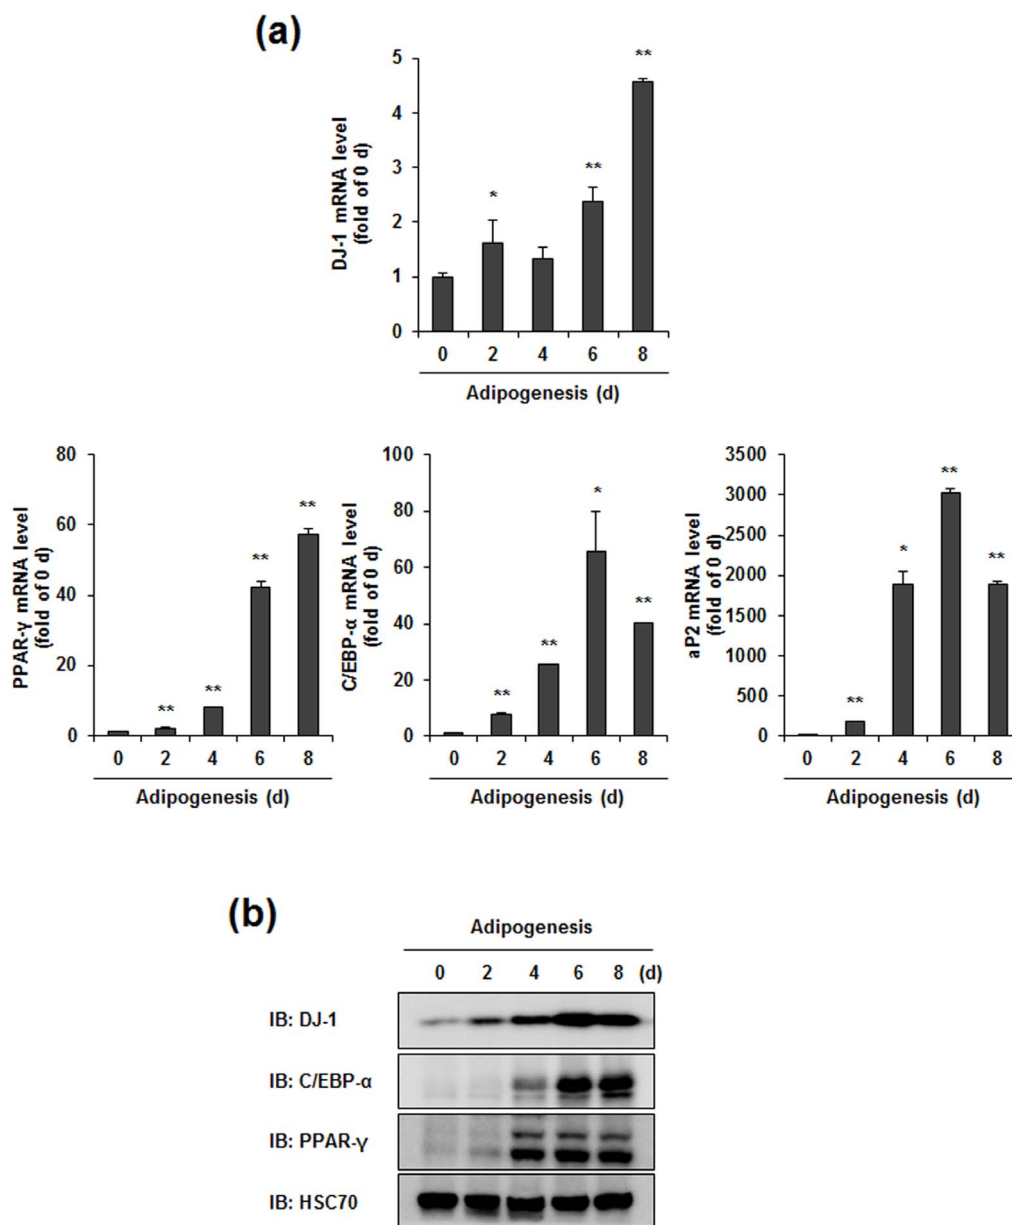 (a)
DJ-1 mRNA level
(fold of 0 d)
5
4
3
2
1
0
*
**
**
0 2 4 6 8
Adipogenesis (d)
PPAR-γ mRNA level
(fold of 0 d)
80
60
40
20
0
**
**
**
**
0 2 4 6 8
Adipogenesis (d)
C/EBP-α mRNA level
(fold of 0 d)
100
80
60
40
20
0
**
**
*
**
0 2 4 6 8
Adipogenesis (d)
aP2 mRNA level
(fold of 0 d)
3500
3000
2500
2000
1500
1000
500
0
**
*
**
**
0 2 4 6 8
Adipogenesis (d)
(b)
Adipogenesis
0 2 4 6 8 (d)
IB: DJ-1
IB: C/EBP-α
IB: PPAR-γ
IB: HSC70